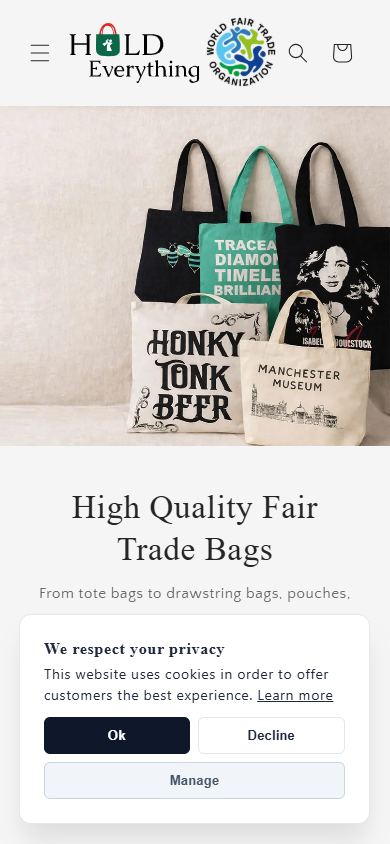 HOLD
Everything
WORLD FAIR TRADE ORGANIZATION
TRACEA
DIAMON
TIMELE
BRILLIAN
HONKY
TONK
BEER
MANCHESTER
MUSEUM
High Quality Fair
Trade Bags
From tote bags to drawstring bags, pouches,
We respect your privacy
This website uses cookies in order to offer
customers the best experience. Learn more
Ok
Decline
Manage